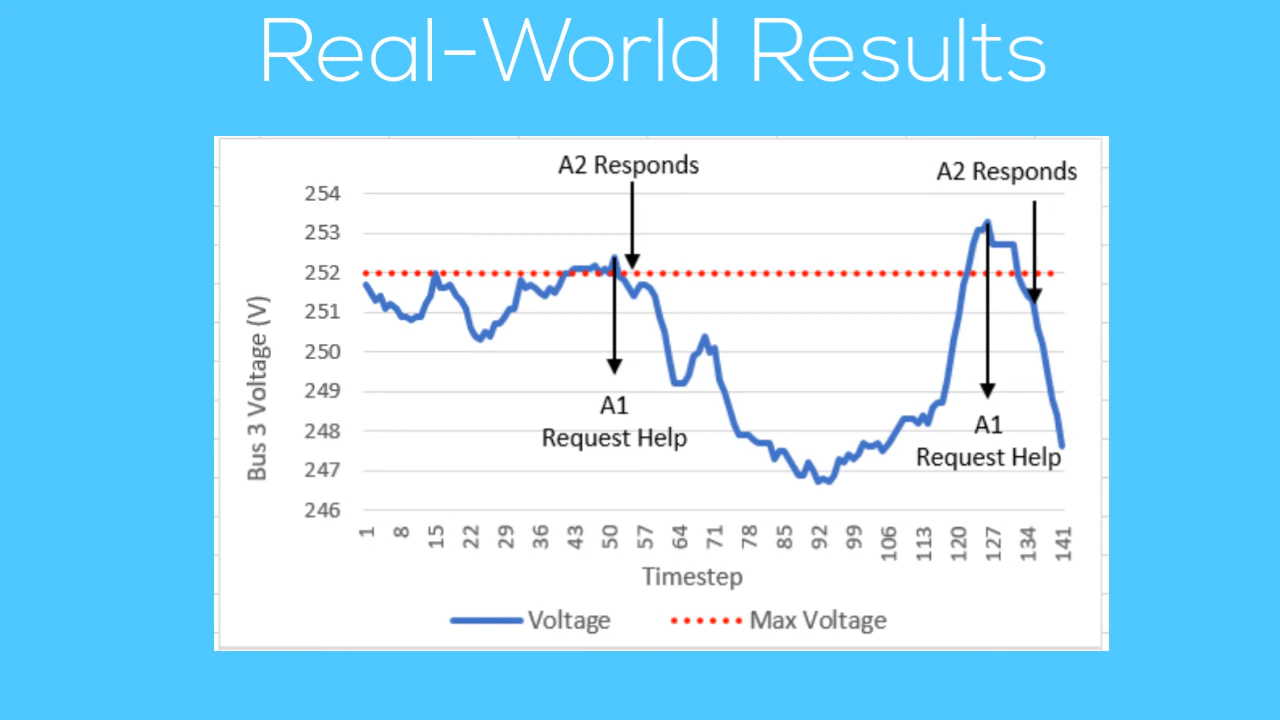 Real-World Results
A2 Responds
A2 Responds
254
253
252
251
250
249
248
247
246
Bus 3 Voltage (V)
A1
Request Help
A1
Request Help
1 8 15 22 29 36 43 50 57 64 71 78 85 92 99 106 113 120 127 134 141
Timestep
Voltage Max Voltage